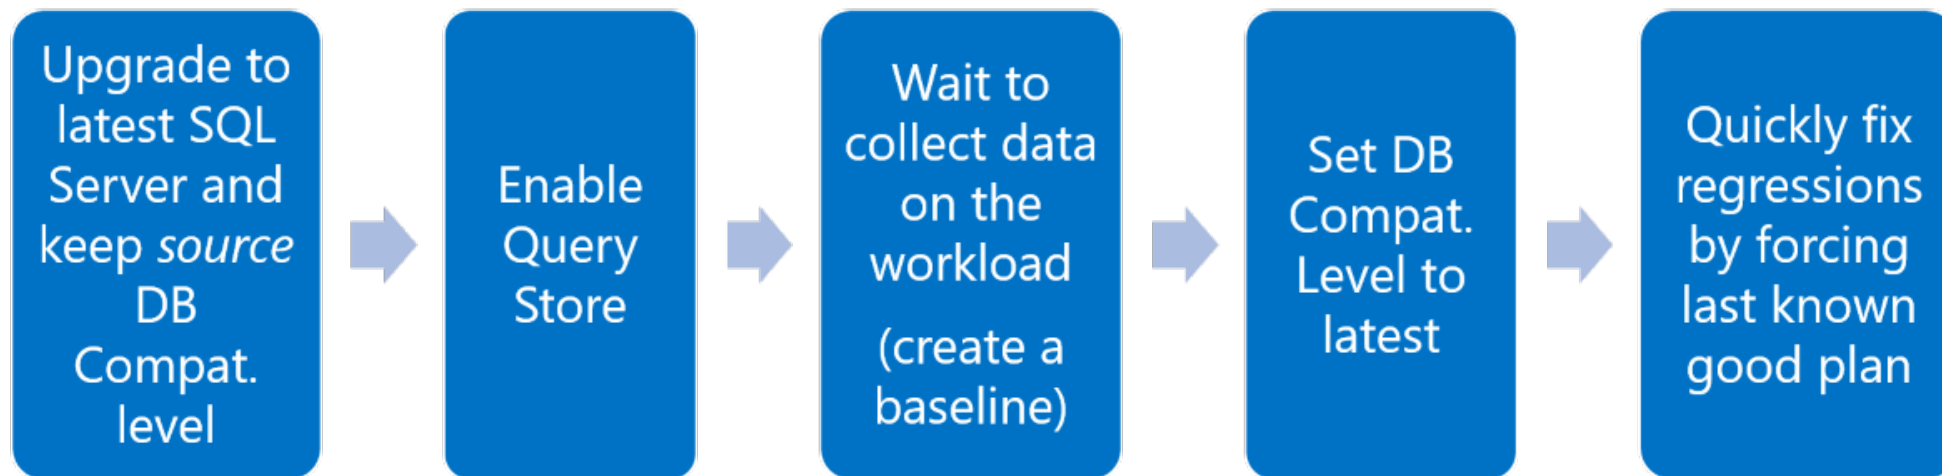 Upgrade to
latest SQL
Server and
keep source
DB
Compat.
level
Enable
Query
Store
Wait to
collect data
on the
workload
(create a
baseline)
Set DB
Compat.
Level to
latest
Quickly fix
regressions
by forcing
last known
good plan